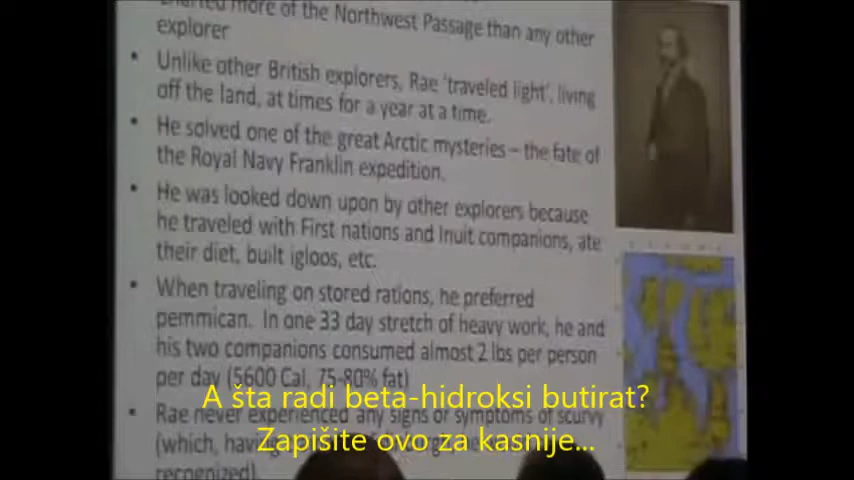 more of the Northwest Passage than any other
explorer
• Unlike other British explorers, Rae 'traveled light', living
off the land, at times for a year at a time.
• He solved one of the great Arctic mysteries – the fate of
the Royal Navy Franklin expedition.
• He was looked down upon by other explorers because
he traveled with First nations and Inuit companions, ate
their diet, built igloos, etc.
• When traveling on stored rations, he preferred
pemmican. In one 33 day stretch of heavy work, he and
his two companions consumed almost 2 lbs per person
per day (5600 Cal, 75-80% fat)
• Rae never experienced any signs or symptoms of scurvy
(which, having
recognized)
A šta radi beta-hidroksi butirat?
Zapišite ovo za kasnije...